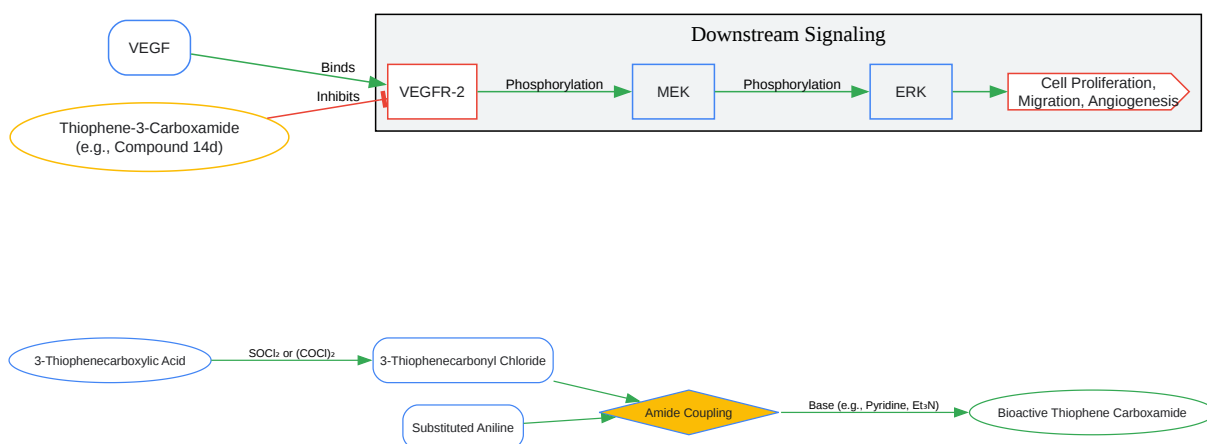 Downstream Signaling
VEGF
Binds
Inhibits
VEGFR-2
Phosphorylation
MEK
Phosphorylation
ERK
Cell Proliferation,
Migration, Angiogenesis
Thiophene-3-Carboxamide
(e.g., Compound 14d)
3-Thiophenecarboxylic Acid
SOCl₂ or (COCl)₂
3-Thiophenecarbonyl Chloride
Substituted Aniline
Amide Coupling
Base (e.g., Pyridine, Et₃N)
Bioactive Thiophene Carboxamide